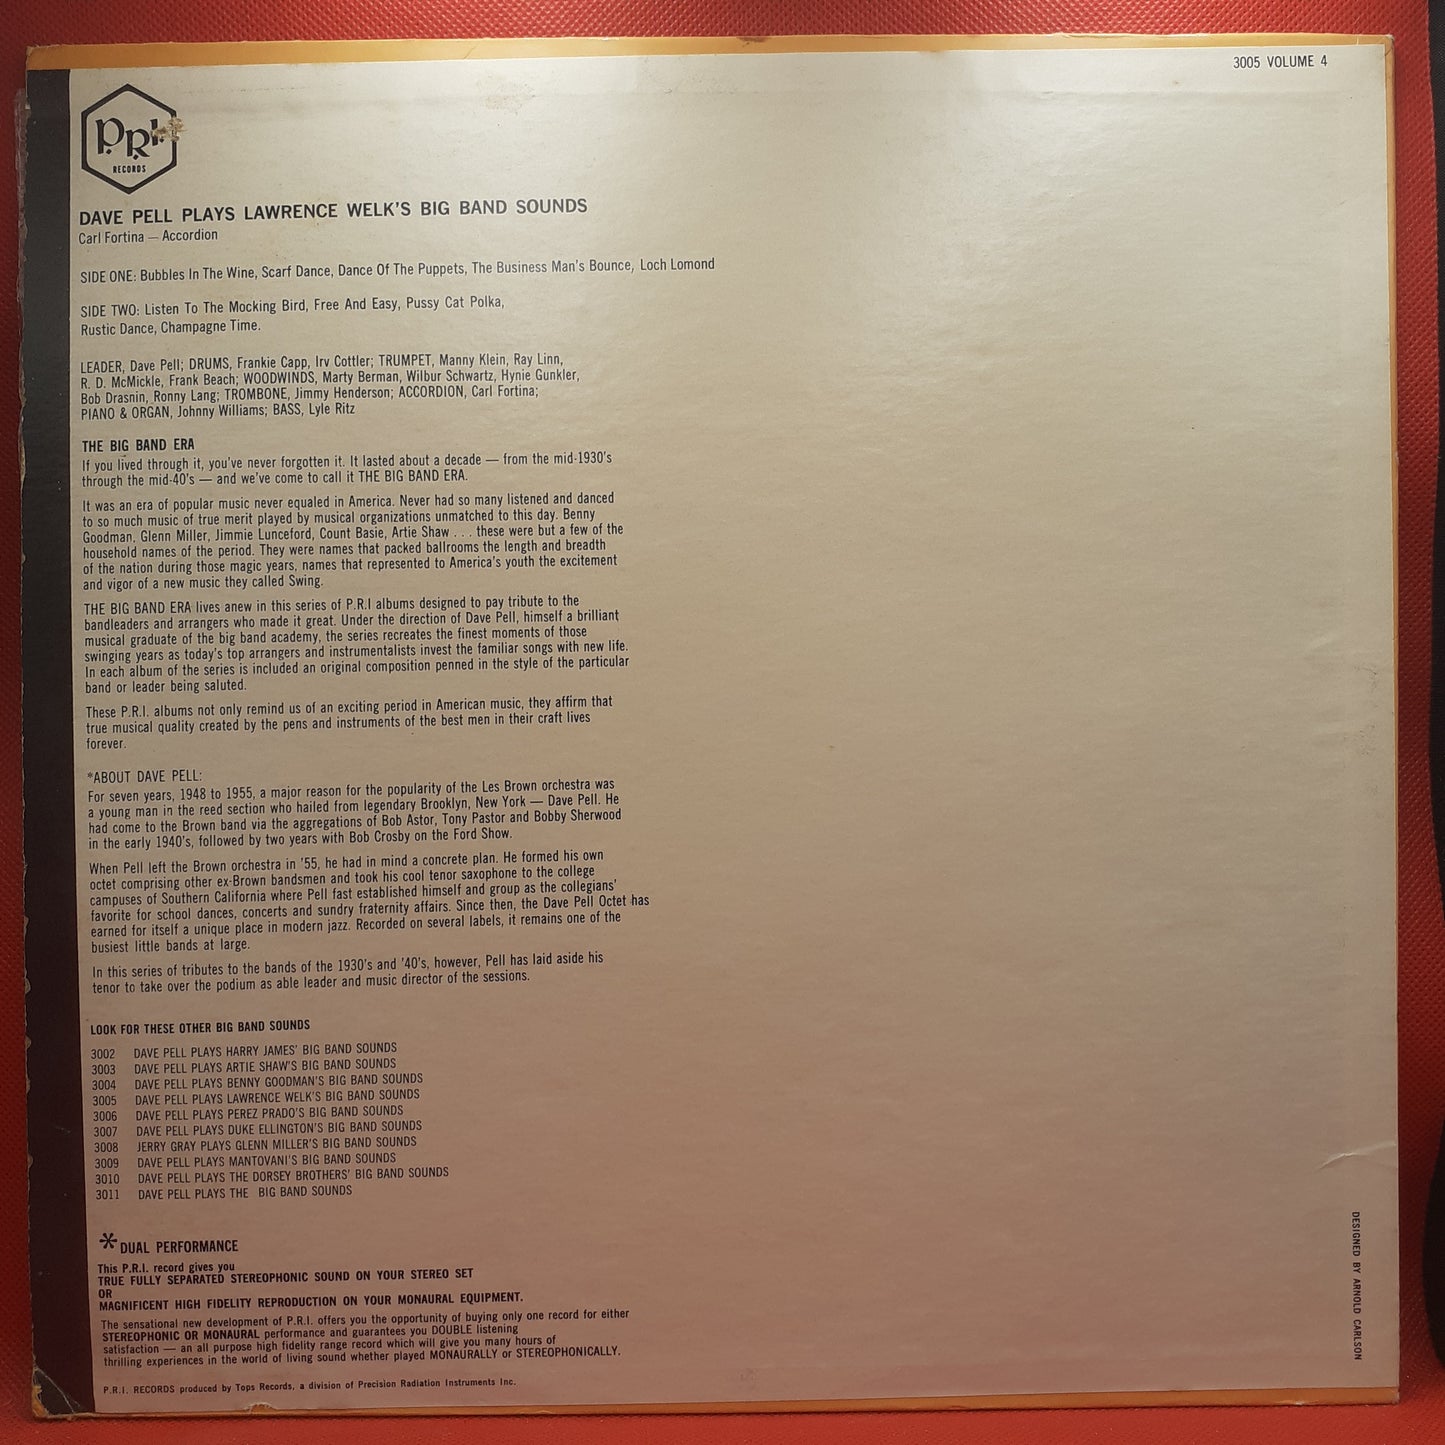 3005 VOLUME 4
P.R.I.
RECORDS
DAVE PELL PLAYS LAWRENCE WELK'S BIG BAND SOUNDS
Carl Fortina — Accordion
SIDE ONE: Bubbles In The Wine, Scarf Dance, Dance Of The Puppets, The Business Man's Bounce, Loch Lomond
SIDE TWO: Listen To The Mocking Bird, Free And Easy, Pussy Cat Polka,
Rustic Dance, Champagne Time.
LEADER, Dave Pell; DRUMS, Frankie Capp, Irv Cottler; TRUMPET, Manny Klein, Ray Linn,
R. D. McMickle, Frank Beach; WOODWINDS, Marty Berman, Wilbur Schwartz, Hynie Gunkler,
Bob Drasnin, Ronny Lang; TROMBONE, Jimmy Henderson; ACCORDION, Carl Fortina;
PIANO & ORGAN, Johnny Williams; BASS, Lyle Ritz
THE BIG BAND ERA
If you lived through it, you've never forgotten it. It lasted about a decade — from the mid-1930's
through the mid-40's — and we've come to call it THE BIG BAND ERA.
It was an era of popular music never equaled in America. Never had so many listened and danced
to so much music of true merit played by musical organizations unmatched to this day. Benny
Goodman, Glenn Miller, Jimmie Lunceford, Count Basie, Artie Shaw . . . these were but a few of the
household names of the period. They were names that packed ballrooms the length and breadth
of the nation during those magic years, names that represented to America's youth the excitement
and vigor of a new music they called Swing.
THE BIG BAND ERA lives anew in this series of P.R.I albums designed to pay tribute to the
bandleaders and arrangers who made it great. Under the direction of Dave Pell, himself a brilliant
musical graduate of the big band academy, the series recreates the finest moments of those
swinging years as today's top arrangers and instrumentalists invest the familiar songs with new life.
In each album of the series is included an original composition penned in the style of the particular
band or leader being saluted.
These P.R.I. albums not only remind us of an exciting period in American music, they affirm that
true musical quality created by the pens and instruments of the best men in their craft lives
forever.
*ABOUT DAVE PELL:
For seven years, 1948 to 1955, a major reason for the popularity of the Les Brown orchestra was
a young man in the reed section who hailed from legendary Brooklyn, New York — Dave Pell. He
had come to the Brown band via the aggregations of Bob Astor, Tony Pastor and Bobby Sherwood
in the early 1940's, followed by two years with Bob Crosby on the Ford Show.
When Pell left the Brown orchestra in '55, he had in mind a concrete plan. He formed his own
octet comprising other ex-Brown bandsmen and took his cool tenor saxophone to the college
campuses of Southern California where Pell fast established himself and group as the collegians'
favorite for school dances, concerts and sundry fraternity affairs. Since then, the Dave Pell Octet has
earned for itself a unique place in modern jazz. Recorded on several labels, it remains one of the
busiest little bands at large.
In this series of tributes to the bands of the 1930's and '40's, however, Pell has laid aside his
tenor to take over the podium as able leader and music director of the sessions.
LOOK FOR THESE OTHER BIG BAND SOUNDS
3002 DAVE PELL PLAYS HARRY JAMES' BIG BAND SOUNDS
3003 DAVE PELL PLAYS ARTIE SHAW'S BIG BAND SOUNDS
3004 DAVE PELL PLAYS BENNY GOODMAN'S BIG BAND SOUNDS
3005 DAVE PELL PLAYS LAWRENCE WELK'S BIG BAND SOUNDS
3006 DAVE PELL PLAYS PEREZ PRADO'S BIG BAND SOUNDS
3007 DAVE PELL PLAYS DUKE ELLINGTON'S BIG BAND SOUNDS
3008 JERRY GRAY PLAYS GLENN MILLER'S BIG BAND SOUNDS
3009 DAVE PELL PLAYS MANTOVANI'S BIG BAND SOUNDS
3010 DAVE PELL PLAYS THE DORSEY BROTHERS' BIG BAND SOUNDS
3011 DAVE PELL PLAYS THE BIG BAND SOUNDS
*DUAL PERFORMANCE
This P.R.I. record gives you
TRUE FULLY SEPARATED STEREOPHONIC SOUND ON YOUR STEREO SET
OR
MAGNIFICENT HIGH FIDELITY REPRODUCTION ON YOUR MONAURAL EQUIPMENT.
The sensational new development of P.R.I. offers you the opportunity of buying only one record for either
STEREOPHONIC OR MONAURAL performance and guarantees you DOUBLE listening
satisfaction — an all purpose high fidelity range record which will give you many hours of
thrilling experiences in the world of living sound whether played MONAURALLY or STEREOPHONICALLY.
P.R.I. RECORDS produced by Tops Records, a division of Precision Radiation Instruments Inc.
DESIGNED BY ARNOLD CARLSON